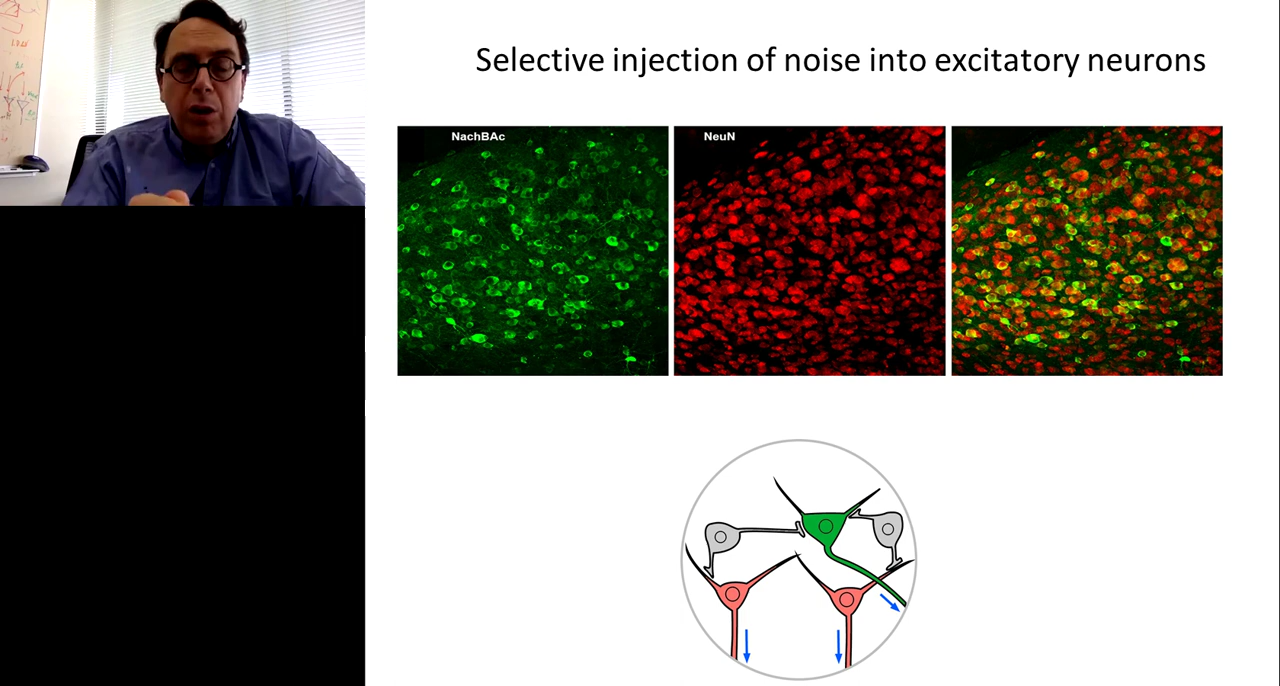 Selective injection of noise into excitatory neurons
NachBAc
NeuN